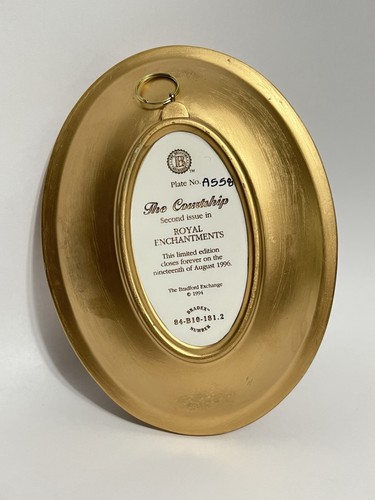 B
TM
Plate No. A558
The Courtship
Second issue in
ROYAL
ENCHANTMENTS
This limited edition
closes forever on the
nineteenth of August 1996.
The Bradford Exchange
© 1994
BRADEX®
84-B10-181.2
NUMBER